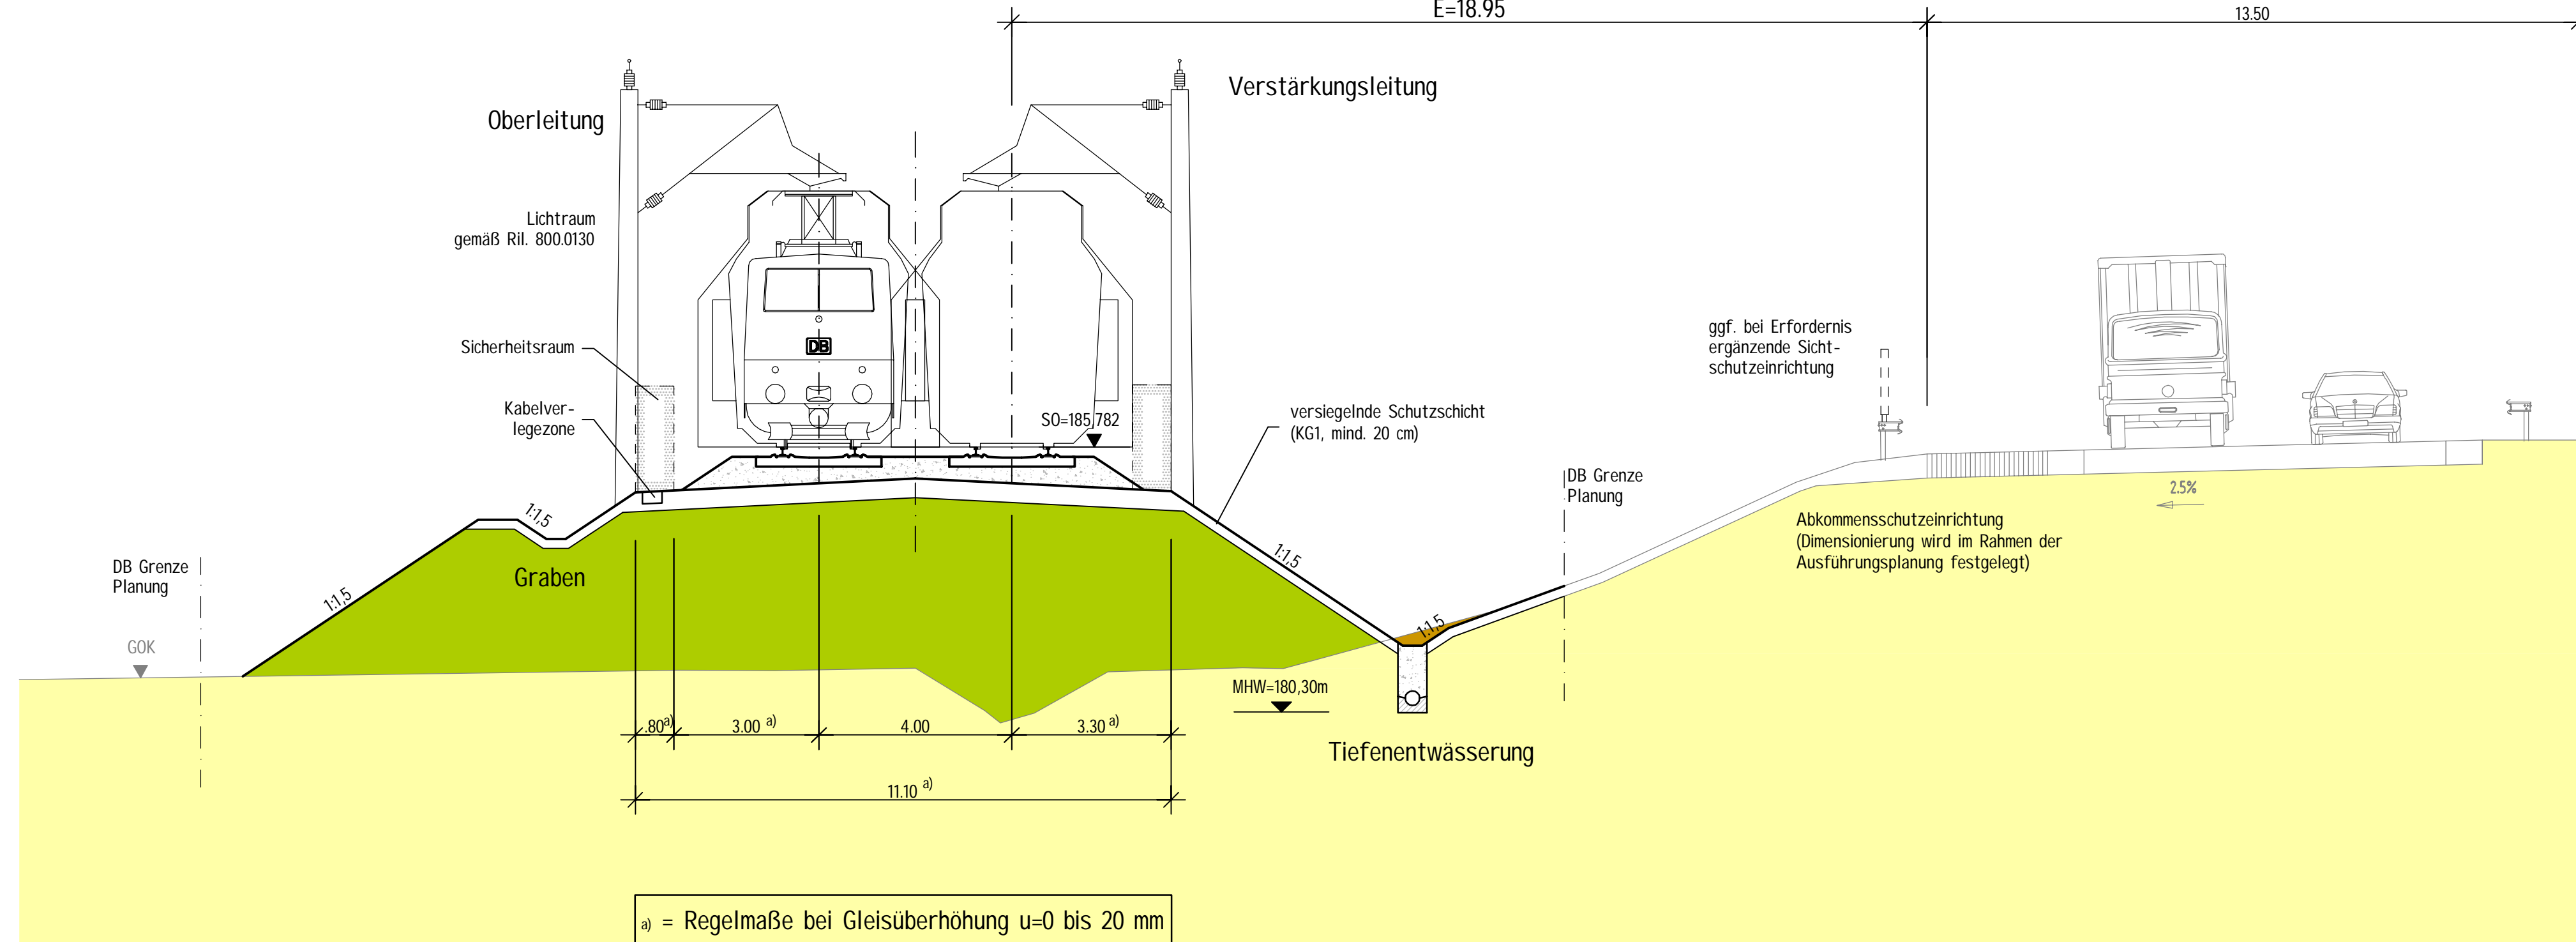 E=18.95
13.50
Verstärkungsleitung
Oberleitung
Lichtraum
gemäß Ril. 800.0130
Sicherheitsraum
Kabelver-
legezone
DB
SO=185,782
versiegelnde Schutzschicht
(KG1, mind. 20 cm)
ggf. bei Erfordernis
ergänzende Sicht-
schutzeinrichtung
DB Grenze
Planung
2.5%
Abkommensschutzeinrichtung
(Dimensionierung wird im Rahmen der
Ausführungsplanung festgelegt)
1:1,5
1:1,5
Graben
DB Grenze
Planung
1:1,5
1:1,5
GOK
MHW=180,30m
.80a)
3.00 a)
4.00
3.30 a)
Tiefenentwässerung
11.10 a)
a) = Regelmaße bei Gleisüberhöhung u=0 bis 20 mm